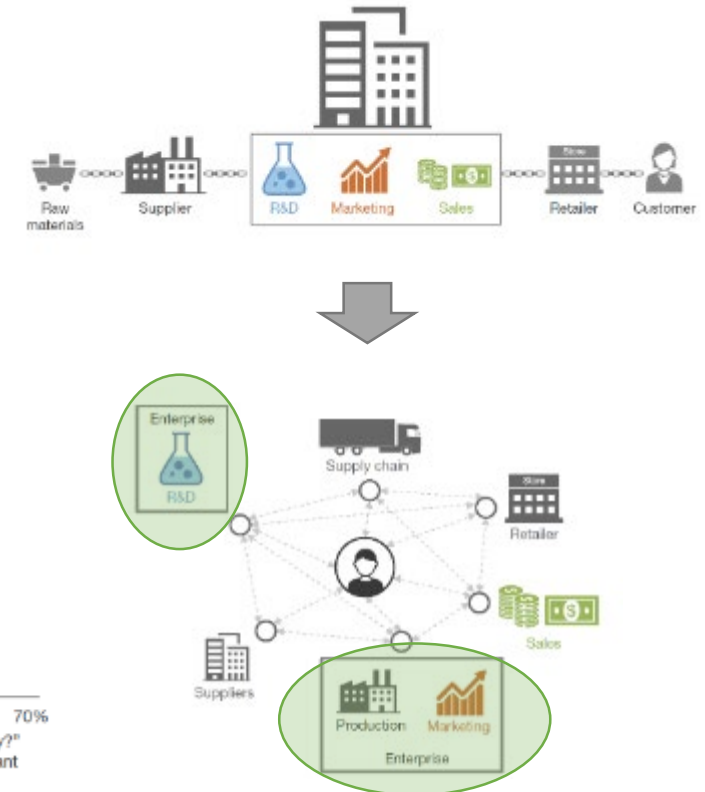 Store
Raw
materials
Supplier
R&D
Marketing
Sales
Retailer
Customer
Enterprise
R&D
Supply chain
Store
Retailer
Sales
Suppliers
Production
Marketing
Enterprise
70%
y?"
ant